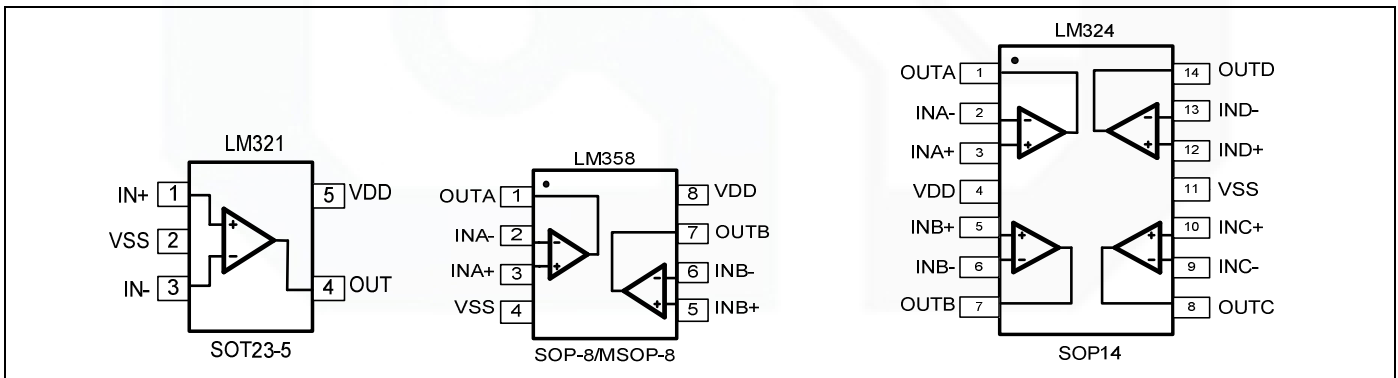 LM321
IN+ 1
VSS 2
IN- 3
5 VDD
4 OUT
+
-
SOT23-5
LM358
OUTA 1
INA- 2
INA+ 3
VSS 4
8 VDD
7 OUTB
6 INB-
5 INB+
-
+
-
+
SOP-8/MSOP-8
LM324
OUTA 1
INA- 2
INA+ 3
VDD 4
INB+ 5
INB- 6
OUTB 7
14 OUTD
13 IND-
12 IND+
11 VSS
10 INC+
9 INC-
8 OUTC
-
+
-
+
+
-
+
-
SOP14